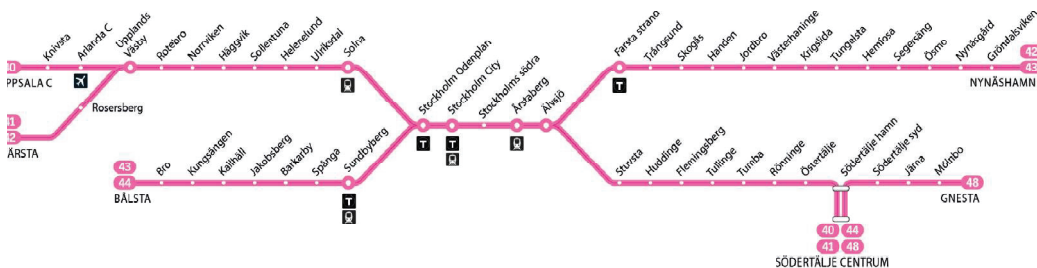 Knivsta
Arlanda C
Upplands
Väsby
Rotebro
Norrviken
Häggvik
Sollentuna
Helenelund
Ulriksdal
Solna
Stockholm Odenplan
Stockholm City
Stockholms södra
Årstaberg
Älvsjö
Farsta strand
Trångsund
Skogås
Handen
Jordbro
Västerhaninge
Krigslida
Tungelsta
Hemfosa
Segersäng
Ösmo
Nynäsgård
Gröndalsviken
42
43
NYNÄSHAMN
PPSALA C
Rosersberg
ÄRSTA
43
44
BÅLSTA
Bro
Kungsängen
Kallhäll
Jakobsberg
Barkarby
Spånga
Sundbyberg
T
T
T
T
Stuvsta
Huddinge
Flemingsberg
Tullinge
Tumba
Rönninge
Östertälje
Södertälje hamn
Södertälje syd
Järna
Mölnbo
48
GNESTA
40 44
41 48
SÖDERTÄLJE CENTRUM